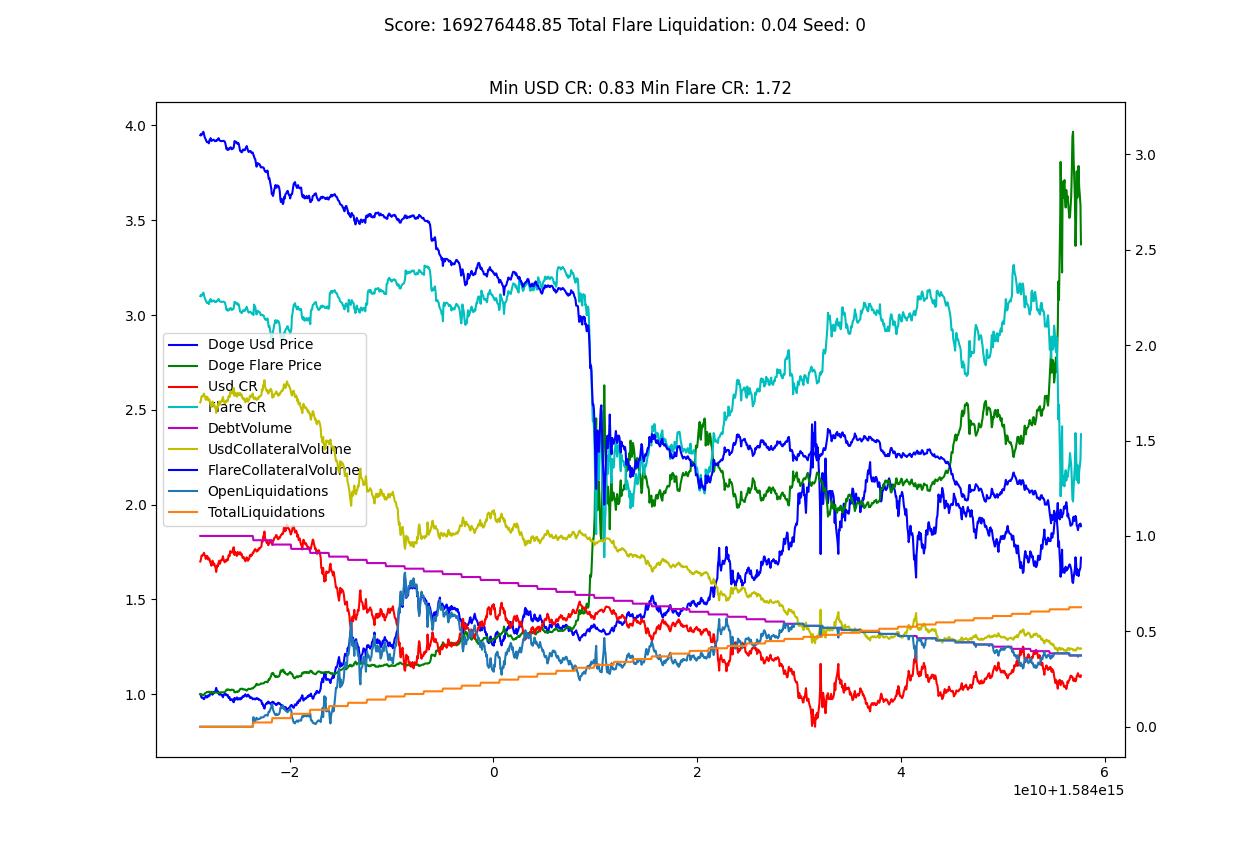 Score: 169276448.85 Total Flare Liquidation: 0.04 Seed: 0
Min USD CR: 0.83 Min Flare CR: 1.72
4.0
3.5
3.0
2.5
2.0
1.5
1.0
3.0
2.5
2.0
1.5
1.0
0.5
0.0
Doge Usd Price
Doge Flare Price
Usd CR
Flare CR
DebtVolume
UsdCollateralVolume
FlareCollateralVolume
OpenLiquidations
TotalLiquidations
−2
0
2
4
6
1e10+1.584e15